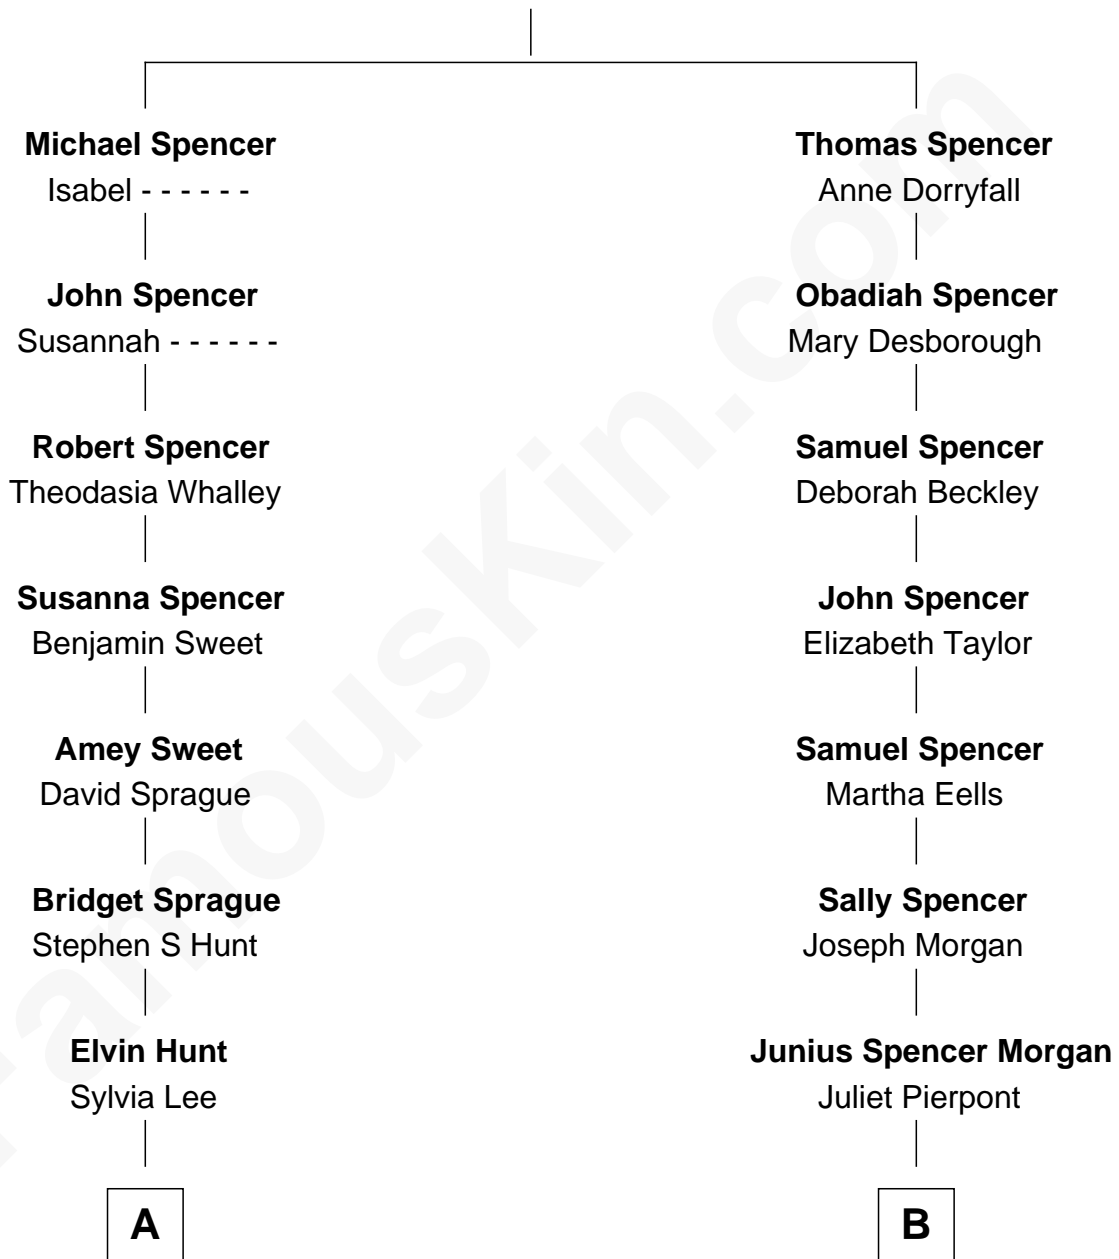 Michael Spencer
Isabel - - - - - -
John Spencer
Susannah - - - - - -
Robert Spencer
Theodasia Whalley
Susanna Spencer
Benjamin Sweet
Amey Sweet
David Sprague
Bridget Sprague
Stephen S Hunt
Elvin Hunt
Sylvia Lee
A
Thomas Spencer
Anne Dorryfall
Obadiah Spencer
Mary Desborough
Samuel Spencer
Deborah Beckley
John Spencer
Elizabeth Taylor
Samuel Spencer
Martha Eells
Sally Spencer
Joseph Morgan
Junius Spencer Morgan
Juliet Pierpont
B
FamousKin.com